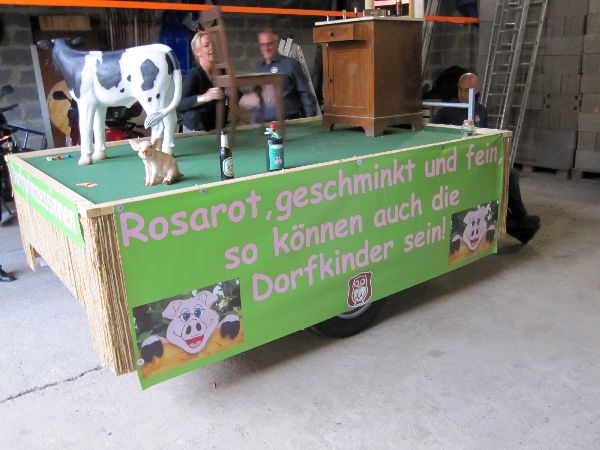 Rosarot, geschminkt und fein,
so können auch die
Dorfkinder sein!